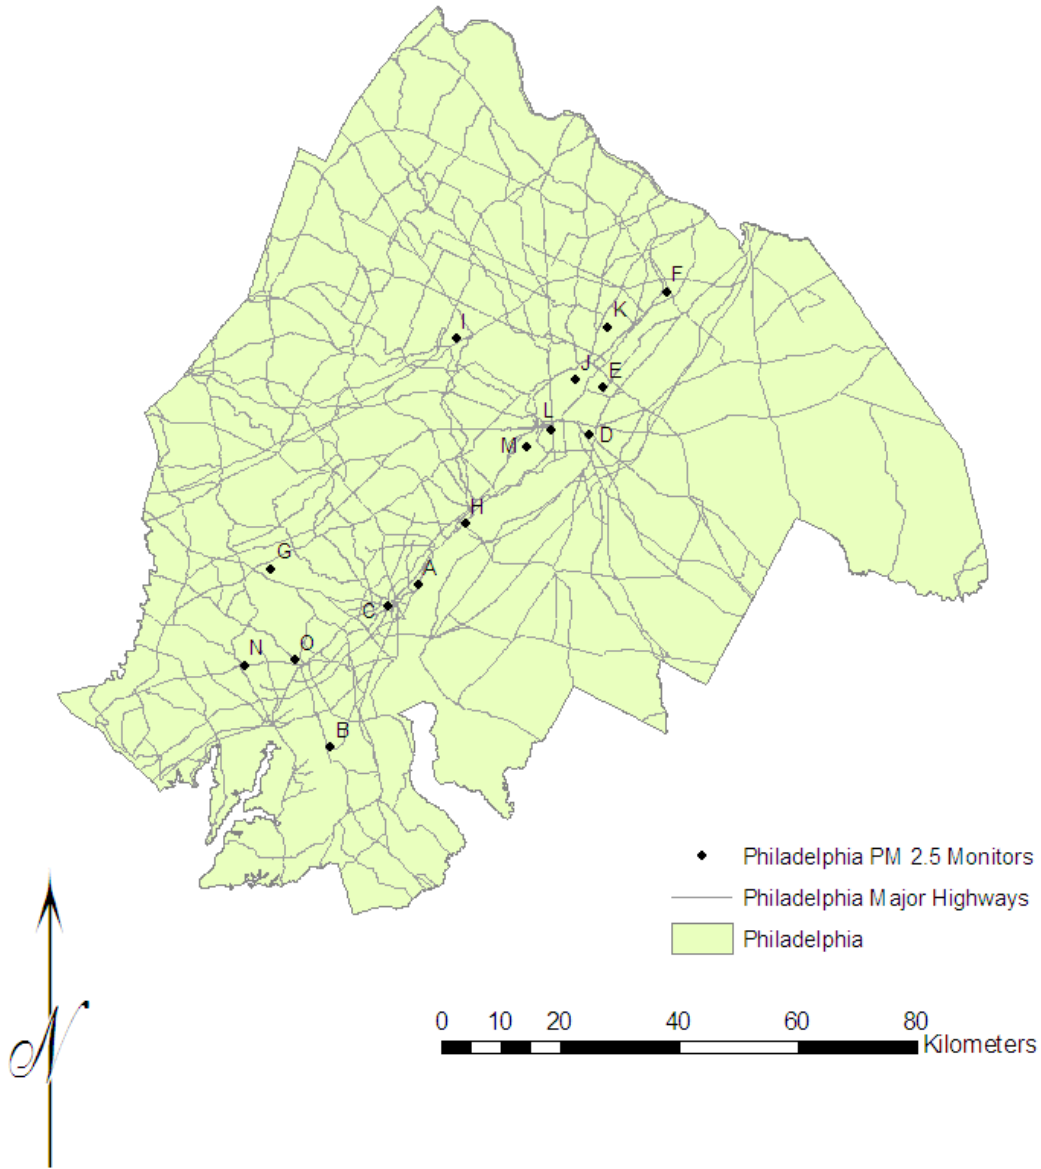 F
K
I
J
E
L
D
M
H
G
A
C
O
N
B
Philadelphia PM 2.5 Monitors
Philadelphia Major Highways
Philadelphia
0 10 20 40 60 80
Kilometers
N